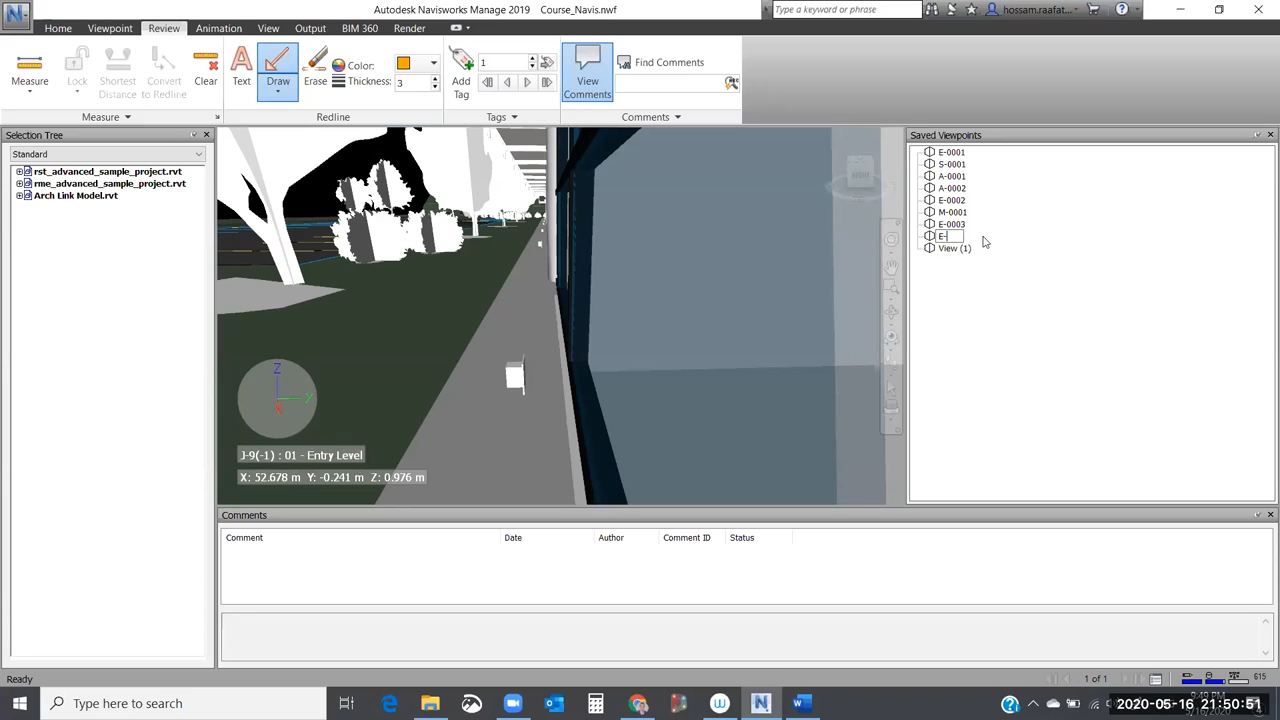 Autodesk Navisworks Manage 2019 Course_Navis.nwf
Type a keyword or phrase
hossam.rafat...
Home Viewpoint Review Animation View Output BIM 360 Render
Measure
Lock
Shortest
Distance
Convert
to Redline
Clear
Text
Draw
Erase
Color:
Thickness: 3
Add
Tag
1
View
Comments
Find Comments
Measure
Redline
Tags
Comments
Selection Tree
Standard
rst_advanced_sample_project.rvt
rme_advanced_sample_project.rvt
Arch Link Model.rvt
Z
Y
X
J-9(-1) : 01 - Entry Level
X: 52.678 m Y: -0.241 m Z: 0.976 m
Saved Viewpoints
E-0001
S-0001
A-0001
A-0002
E-0002
M-0001
E-0003
E-
View (1)
Comments
Comment Date Author Comment ID Status
Ready
1 of 1
615
Type here to search
2020-05-16 21:50:51